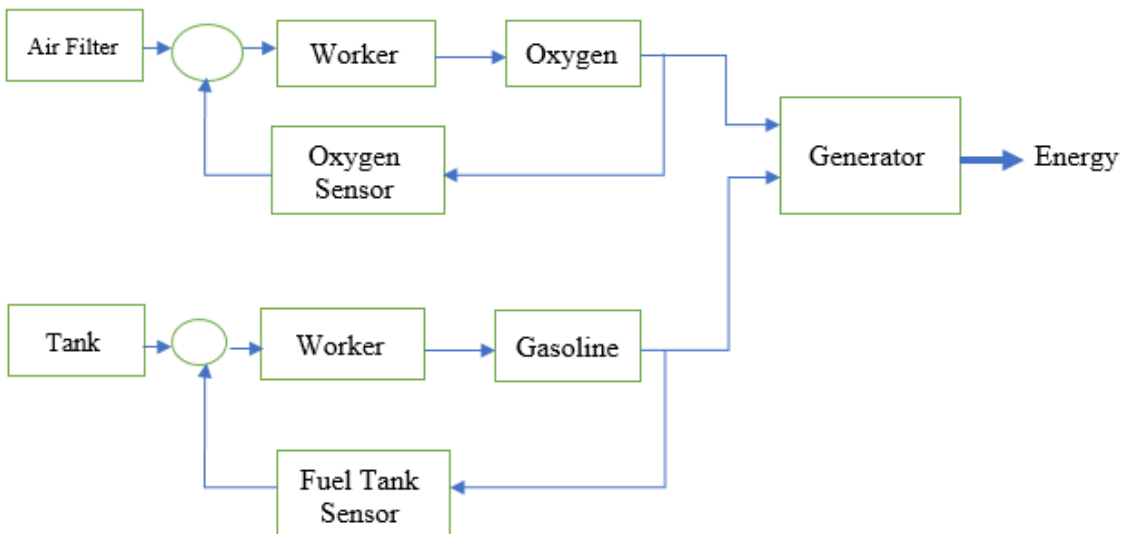 Air Filter
Worker
Oxygen
Oxygen
Sensor
Generator
Energy
Tank
Worker
Gasoline
Fuel Tank
Sensor